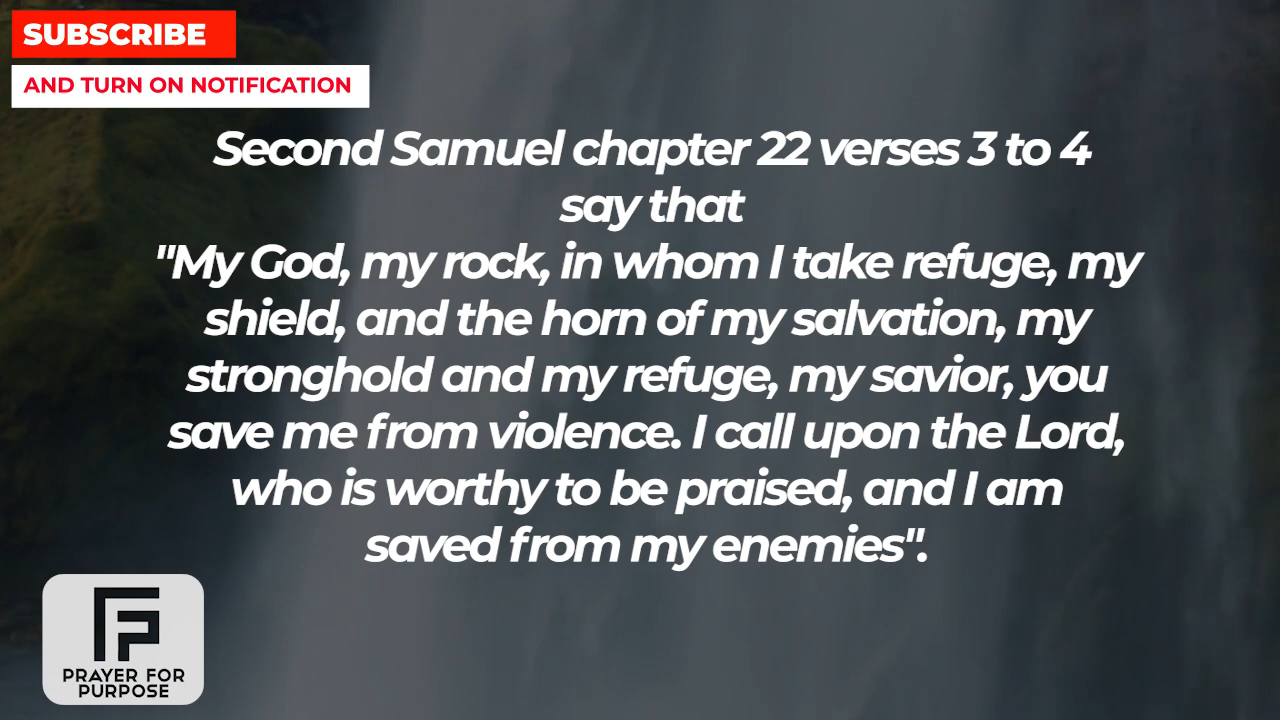 SUBSCRIBE
AND TURN ON NOTIFICATION
Second Samuel chapter 22 verses 3 to 4
say that
"My God, my rock, in whom I take refuge, my
shield, and the horn of my salvation, my
stronghold and my refuge, my savior, you
save me from violence. I call upon the Lord,
who is worthy to be praised, and I am
saved from my enemies".
PRAYER FOR
PURPOSE